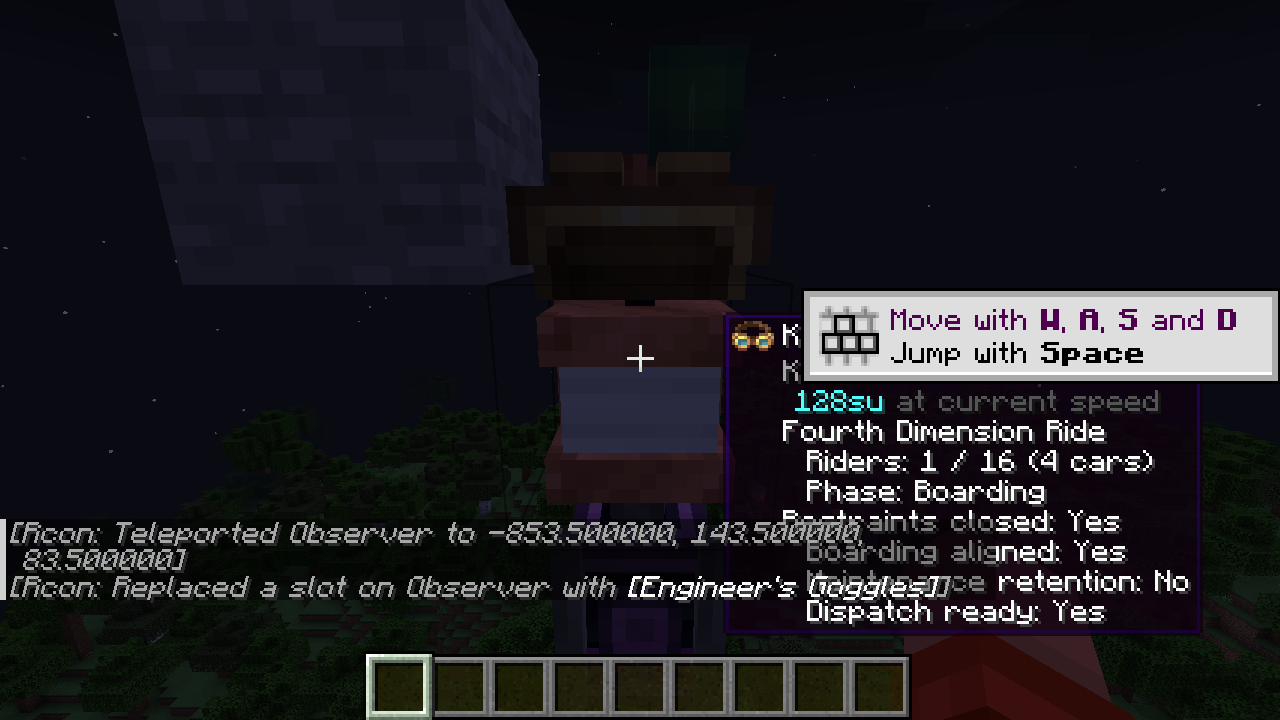 Move with W, A, S and D
Jump with Space
K
K
128su at current speed
Fourth Dimension Ride
Riders: 1 / 16 (4 cars)
Phase: Boarding
Restraints closed: Yes
Boarding aligned: Yes
retention: No
Dispatch ready: Yes
[Rcon: Teleported Observer to -853.500000, 143.500000,
83.500000]
[Rcon: Replaced a slot on Observer with [Engineer's Goggles]]